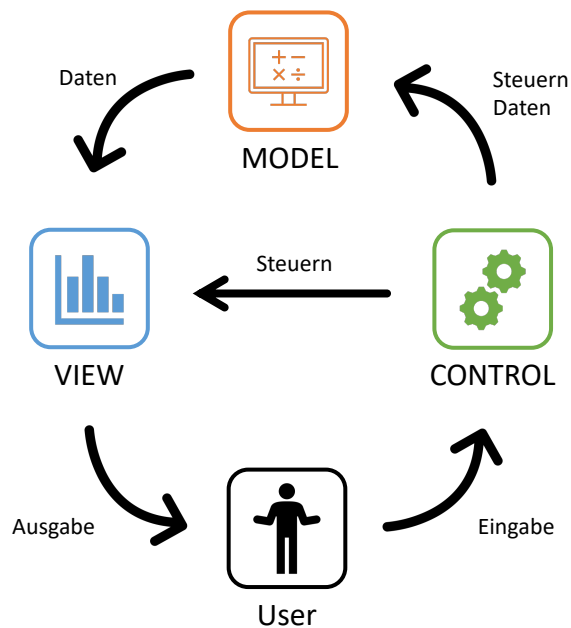 Daten
Steuern
Daten
MODEL
Steuern
VIEW
CONTROL
Ausgabe
Eingabe
User